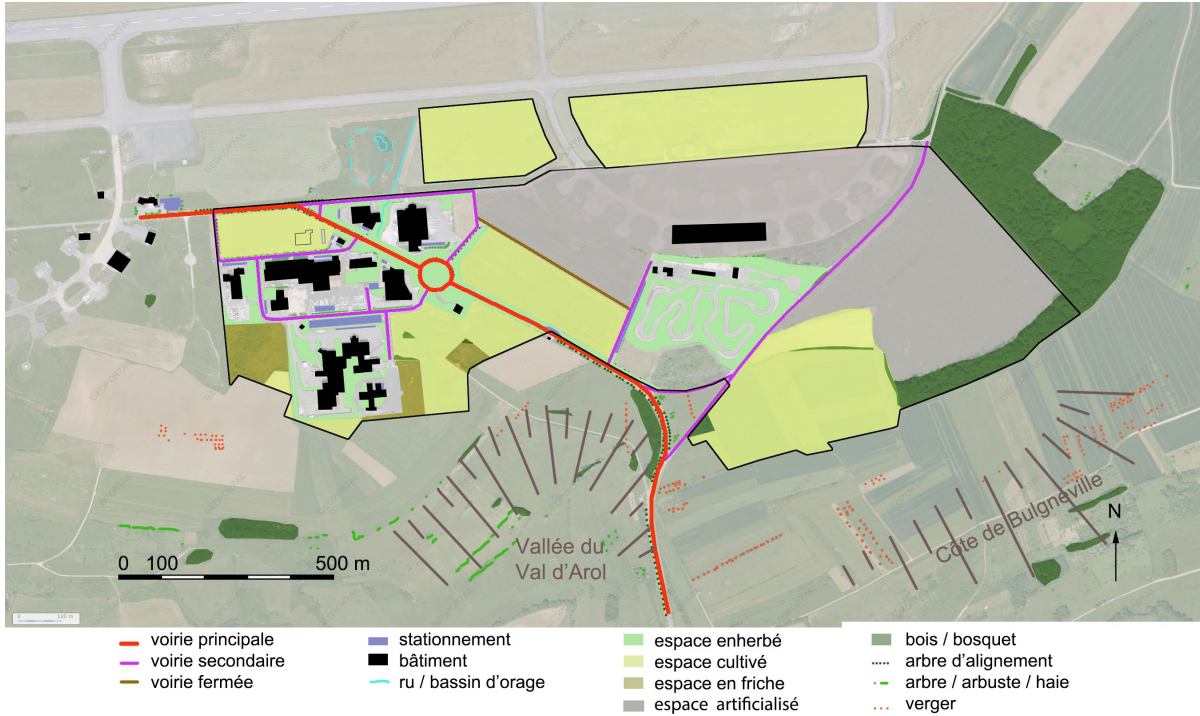 Vallée du
Val d'Arol
Côte de Bulgnéville
N
0 100 500 m
voirie principale
voirie secondaire
voirie fermée
stationnement
bâtiment
ru / bassin d'orage
espace enherbé
espace cultivé
espace en friche
espace artificialisé
bois / bosquet
arbre d'alignement
arbre / arbuste / haie
verger